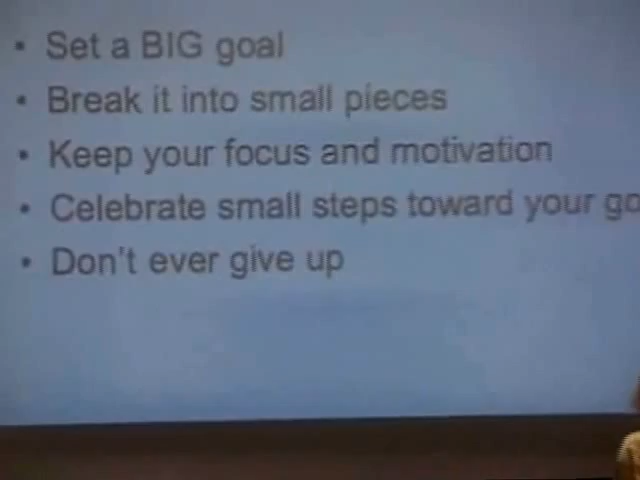 • Set a BIG goal
• Break it into small pieces
• Keep your focus and motivation
• Celebrate small steps toward your go
• Don't ever give up